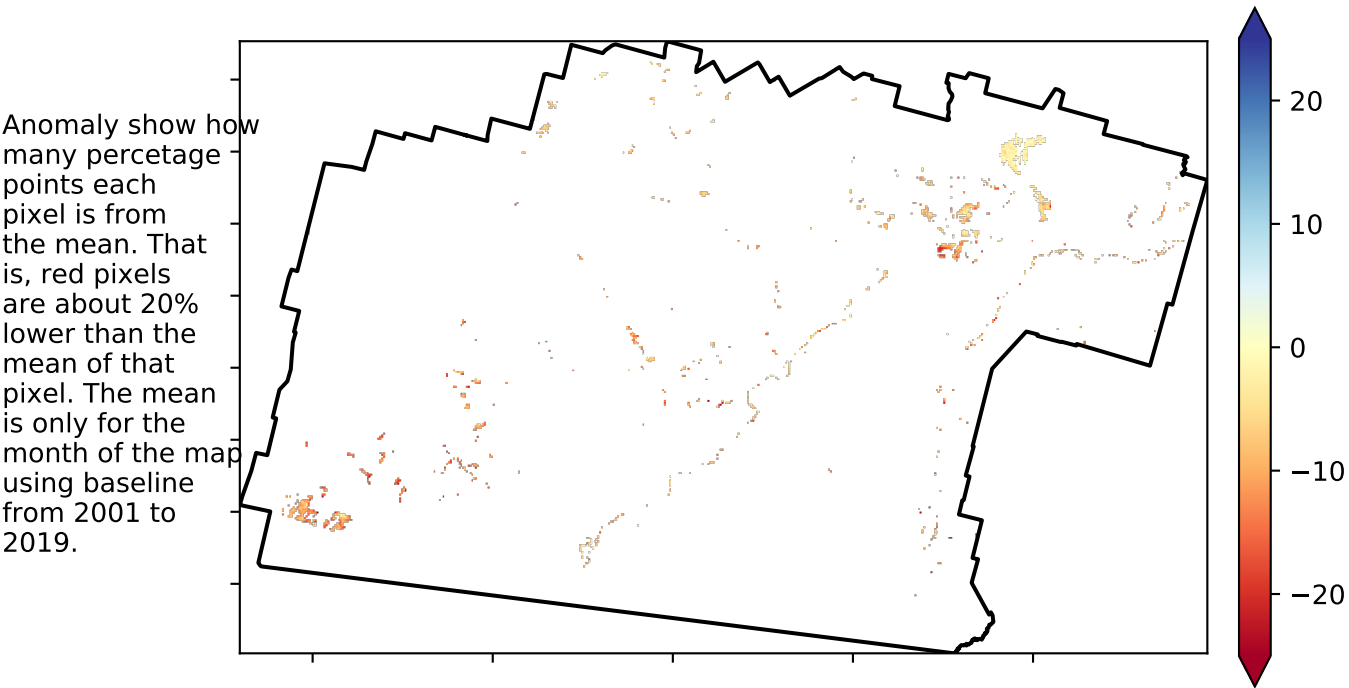 Anomaly show how
many percetage
points each
pixel is from
the mean. That
is, red pixels
are about 20%
lower than the
mean of that
pixel. The mean
is only for the
month of the map
using baseline
from 2001 to
2019.
20
10
0
−10
−20